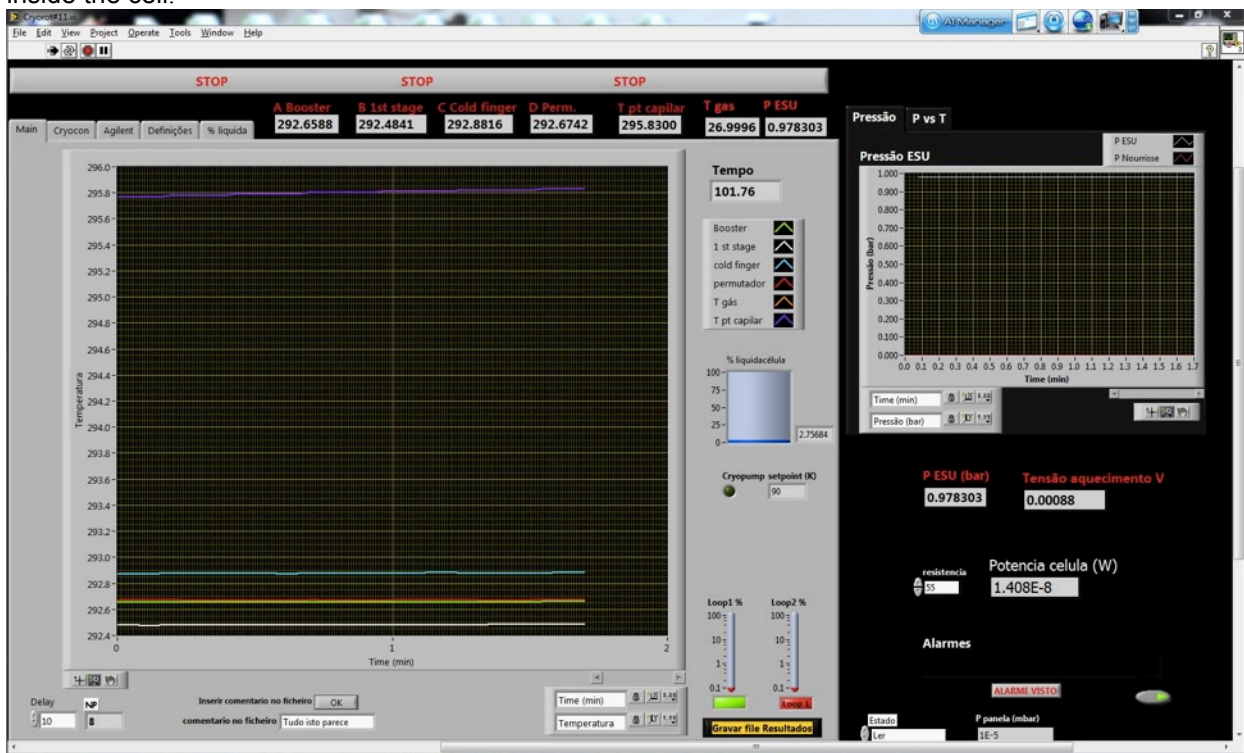 inside the cell.
Cryorot#11.vi
AI Manager
File Edit View Project Operate Tools Window Help
STOP STOP STOP
A Booster B 1st stage C Cold finger D Perm. T pt capilar T gas P ESU
292.6588 292.4841 292.8816 292.6742 295.8300 26.9996 0.978303
Main Cryocon Agilent Definições % liquida
Pressão P vs T
296.0
295.8
295.6
295.4
295.2
295.0
294.8
294.6
294.4
294.2
294.0
293.8
293.6
293.4
293.2
293.0
292.8
292.6
292.4
Temperatura
0 1 2
Time (min)
Tempo
101.76
Booster
1 st stage
cold finger
permutador
T gás
T pt capilar
% liquidacélula
100
75
50
25
0
2.75684
Cryopump setpoint (K)
90
Loop1 % Loop2 %
100 100
10 10
1 1
0.1 0.1
Loop 1
Delay
10
NP
8
Inserir comentario no ficheiro OK
comentario no ficheiro Tudo isto parece
Time (min)
Temperatura
Gravar file Resultados
Pressão ESU
P ESU
P Nourrisse
1.000
0.900
0.800
0.700
0.600
0.500
0.400
0.300
0.200
0.100
0.000
Pressão (bar)
0.0 0.1 0.2 0.3 0.4 0.5 0.6 0.7 0.8 0.9 1.0 1.1 1.2 1.3 1.4 1.5 1.6 1.7
Time (min)
Time (min)
Pressão (bar)
P ESU (bar) Tensão aquecimento V
0.978303 0.00088
resistencia
55
Potencia celula (W)
1.408E-8
Alarmes
ALARME VISTO
Estado P panela (mbar)
Ler 1E-5